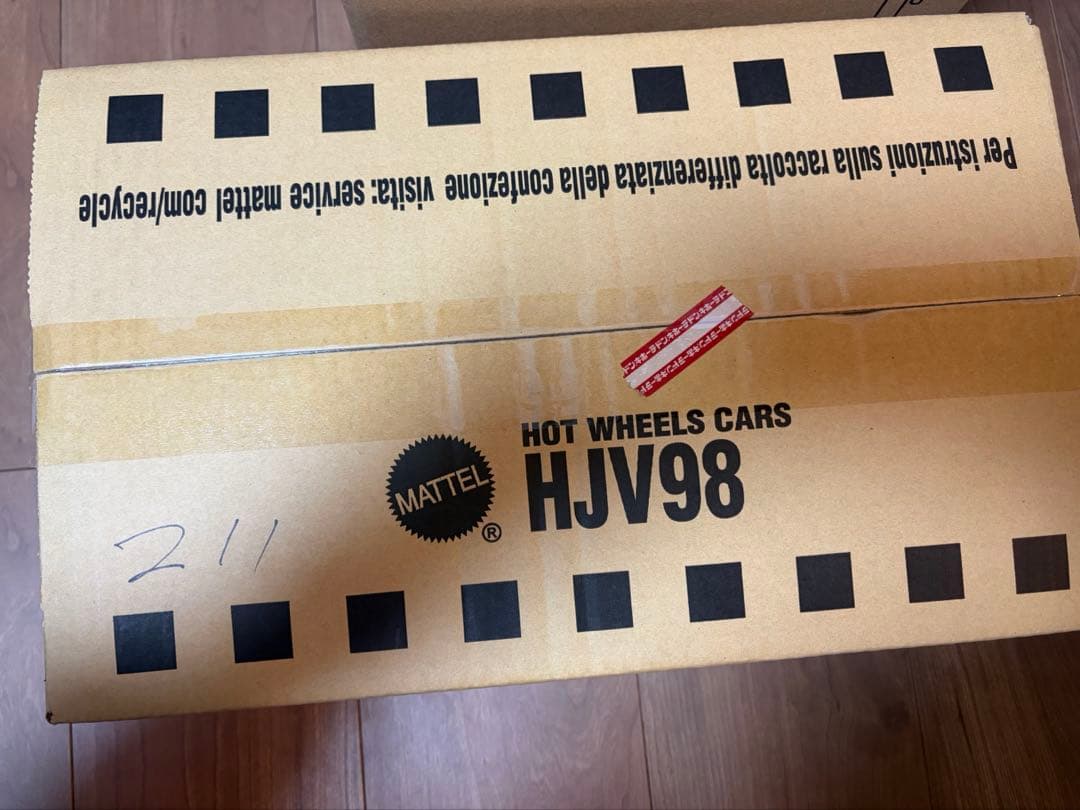 Per istruzioni sulla raccolta differenziata della confezione visita: service mattel com/recycle
HOT WHEELS CARS
MATTEL
®
HJV98
211